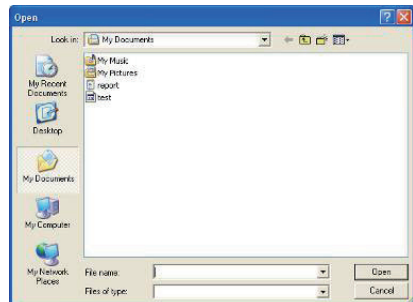 Open
Look in: My Documents
My Music
My Pictures
report
test
My Recent
Documents
Desktop
My Documents
My Computer
My Network
Places
File name:
Open
Files of type:
Cancel